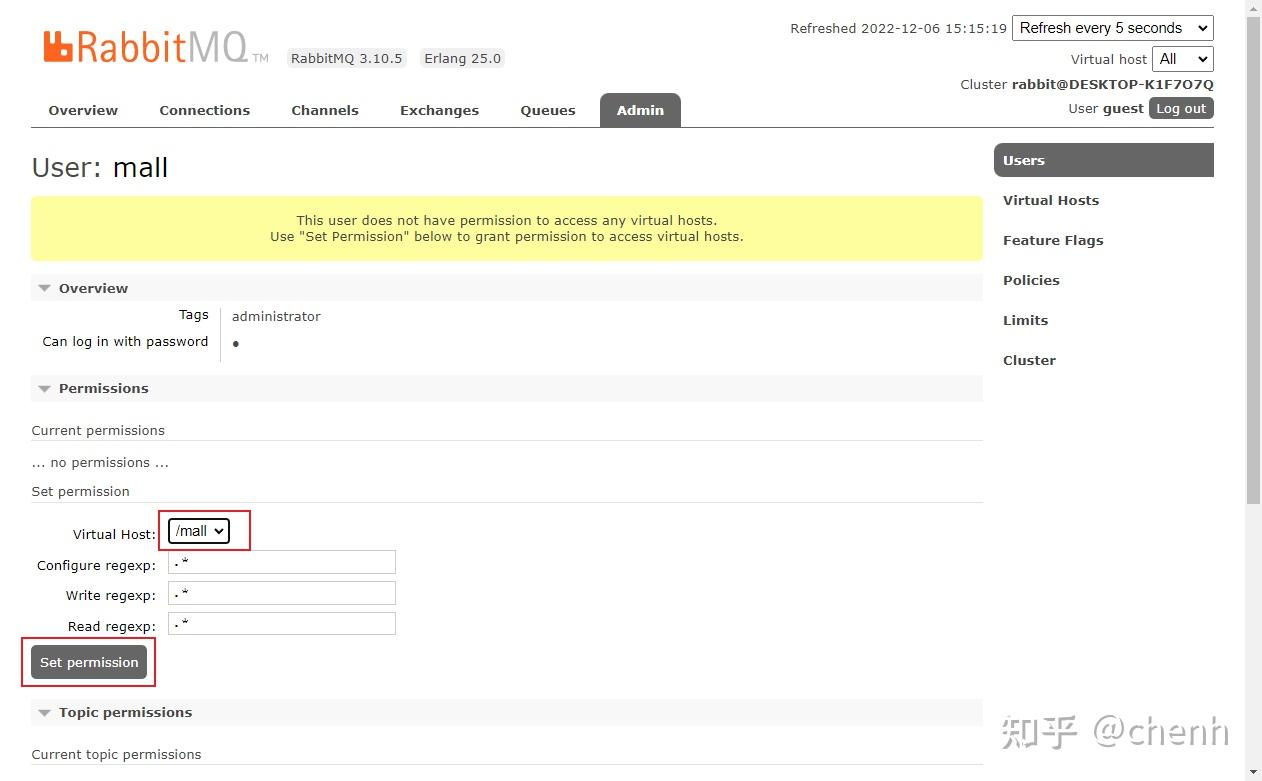 Refreshed 2022-12-06 15:15:19 Refresh every 5 seconds
RabbitMQ TM RabbitMQ 3.10.5 Erlang 25.0
Virtual host All
Cluster rabbit@DESKTOP-K1F7O7Q
User guest Log out
Overview Connections Channels Exchanges Queues Admin
User: mall
This user does not have permission to access any virtual hosts.
Use "Set Permission" below to grant permission to access virtual hosts.
Overview
Tags administrator
Can log in with password ●
Permissions
Current permissions
... no permissions ...
Set permission
Virtual Host: /mall
Configure regexp: .*
Write regexp: .*
Read regexp: .*
Set permission
Topic permissions
Current topic permissions
Users
Virtual Hosts
Feature Flags
Policies
Limits
Cluster
知乎 @chenh